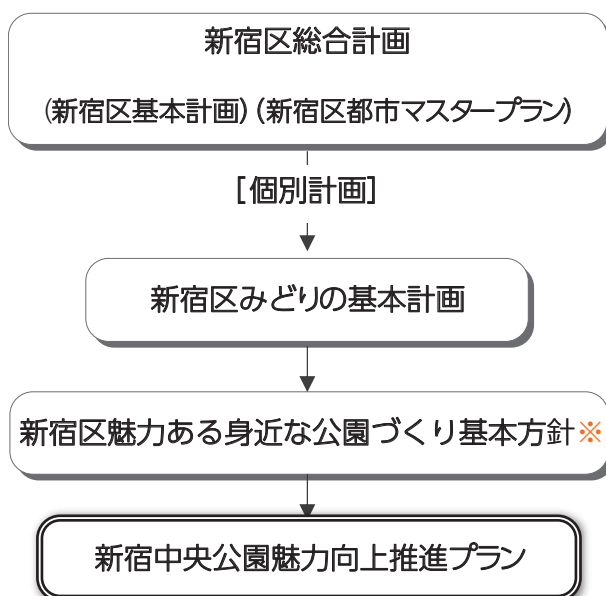 新宿区総合計画
(新宿区基本計画)(新宿区都市マスタープラン)
[個別計画]
新宿区みどりの基本計画
新宿区魅力ある身近な公園づくり基本方針※
新宿中央公園魅力向上推進プラン